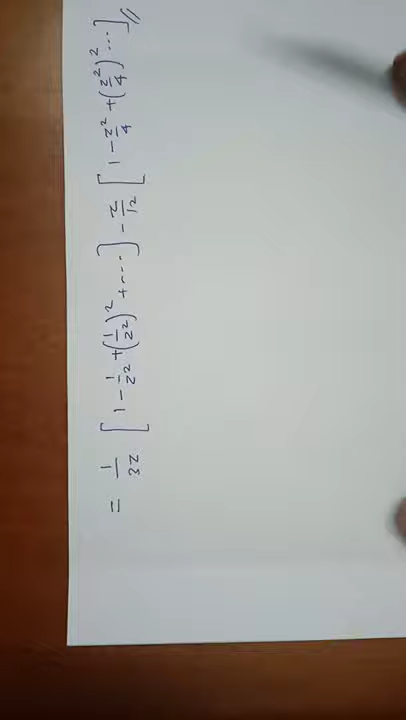 = 1/3z [1 - 1/z² + (1/z²)² + ...] - z/12 [1 - z²/4 + (z²/4)² ...]//